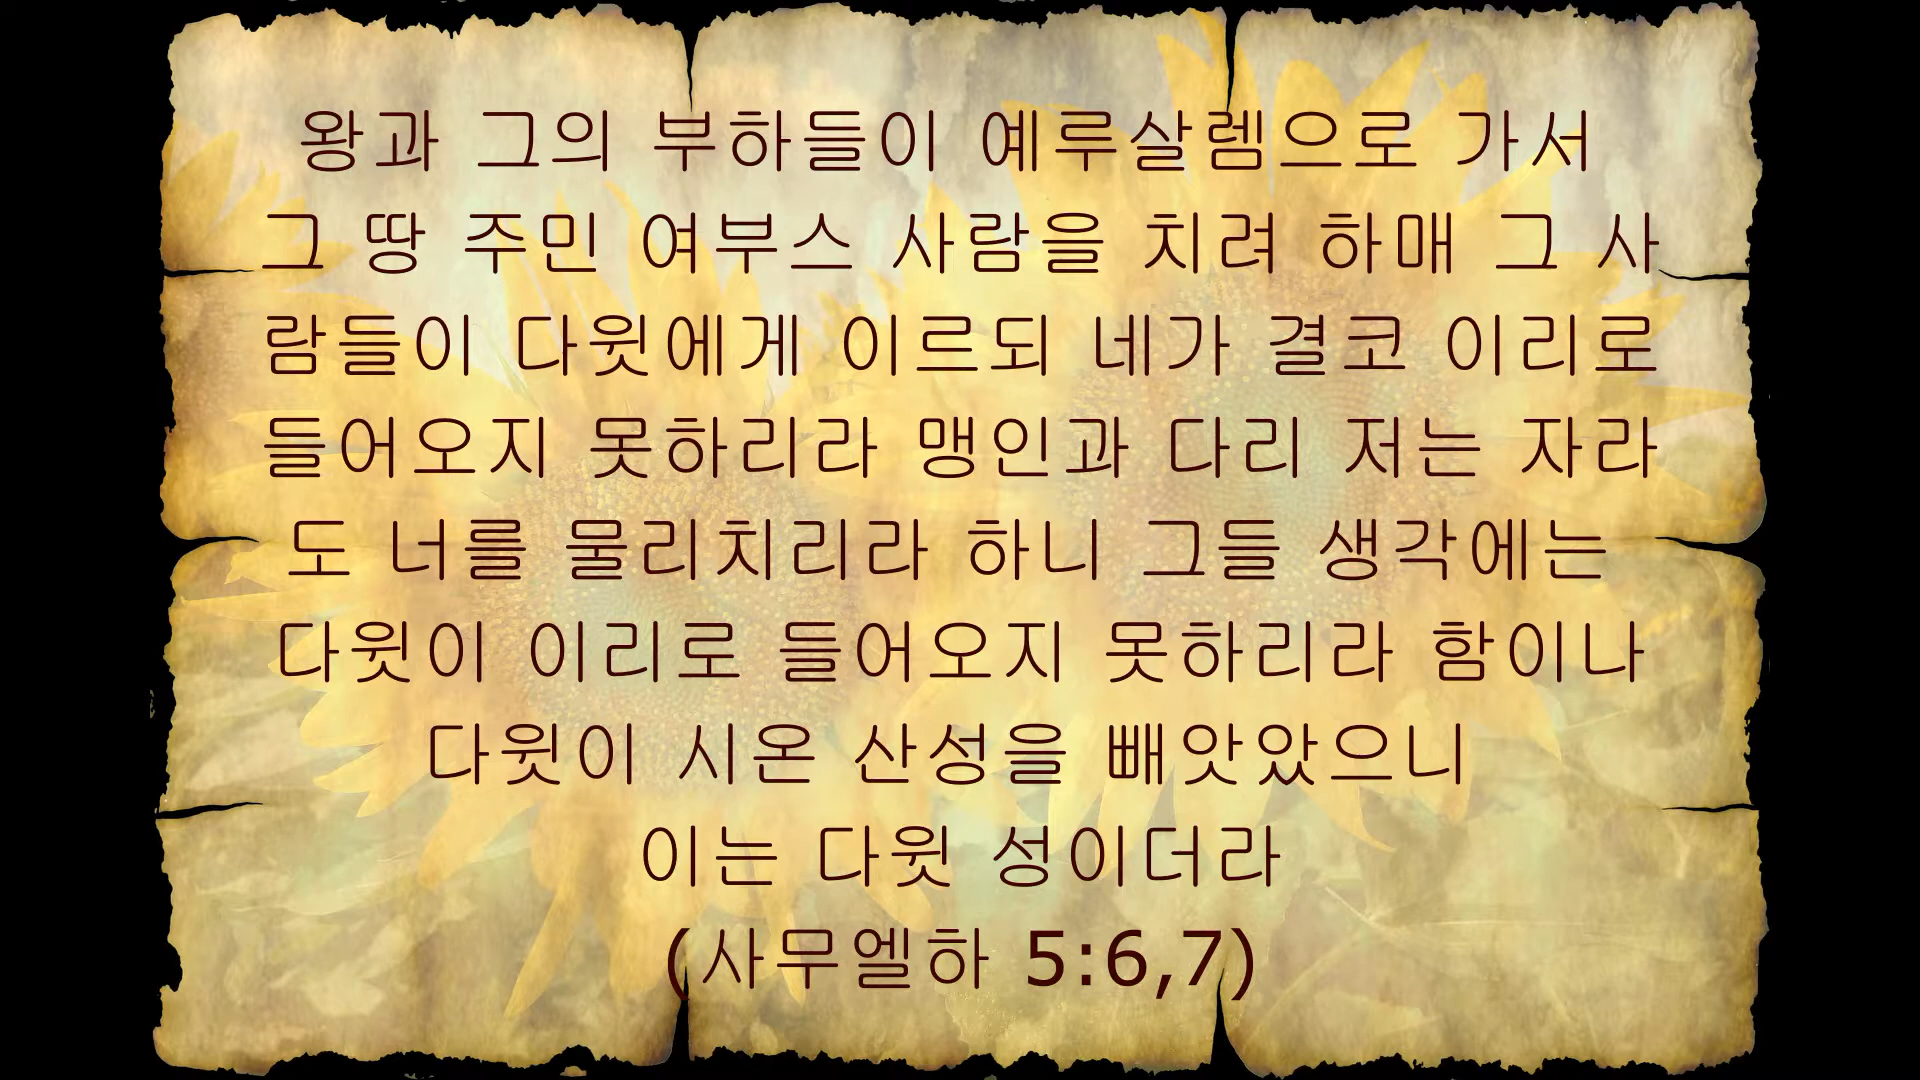 왕과 그의 부하들이 예루살렘으로 가서
그 땅 주민 여부스 사람을 치려 하매 그 사
람들이 다윗에게 이르되 네가 결코 이리로
들어오지 못하리라 맹인과 다리 저는 자라
도 너를 물리치리라 하니 그들 생각에는
다윗이 이리로 들어오지 못하리라 함이나
다윗이 시온 산성을 빼앗았으니
이는 다윗 성이더라
(사무엘하 5:6,7)